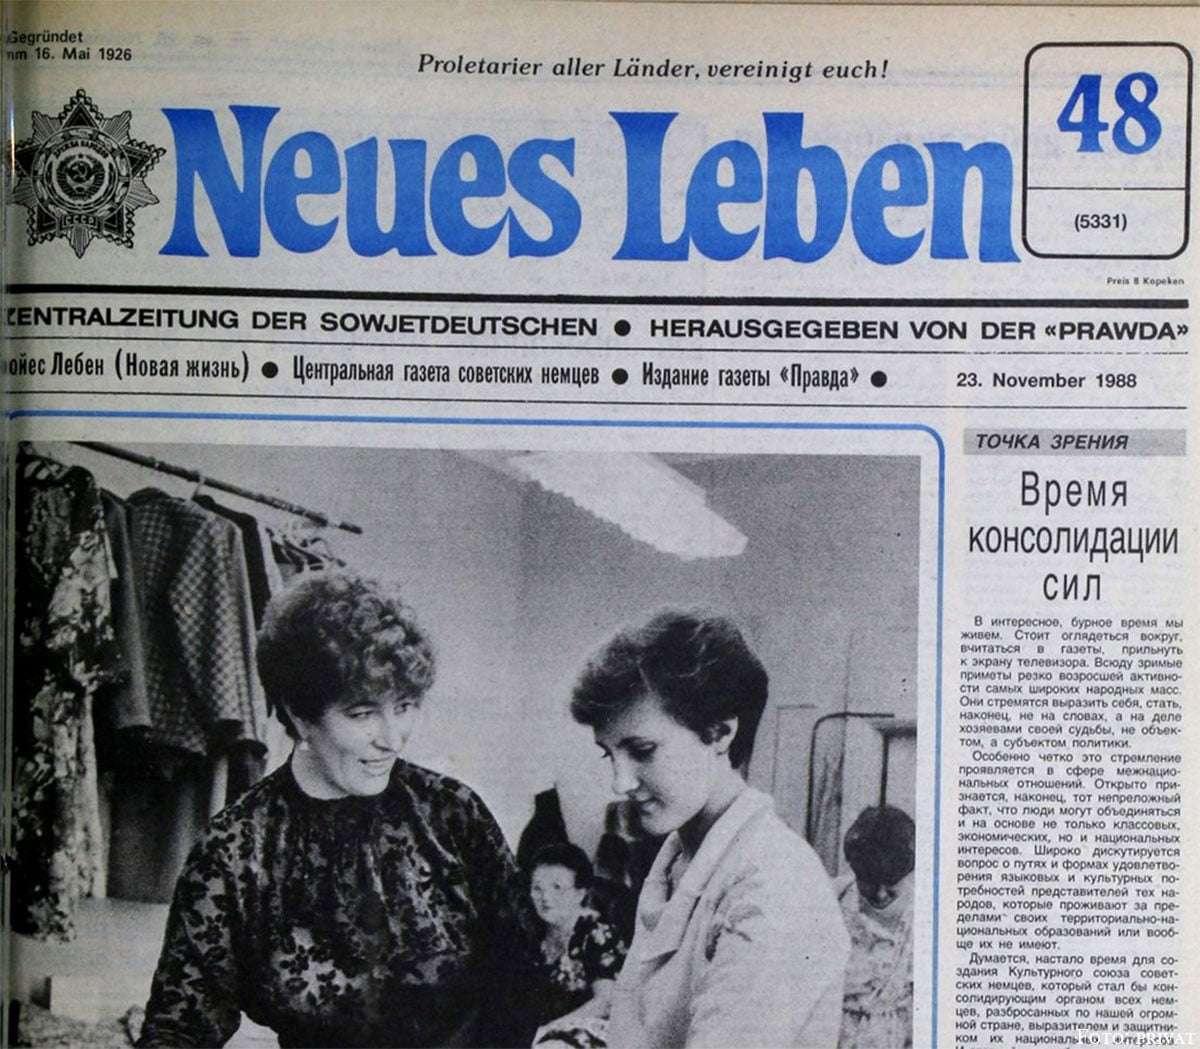 Gegründet
am 16. Mai 1926
Proletarier aller Länder, vereinigt euch!
СССР
Neues Leben
48
(5331)
Preis 8 Kopeken
ZENTRALZEITUNG DER SOWJETDEUTSCHEN ● HERAUSGEGEBEN VON DER «PRAWDA»
ойес Лебен (Новая жизнь) ● Центральная газета советских немцев ● Издание газеты «Правда» ●
23. November 1988
ТОЧКА ЗРЕНИЯ
Время
консолидации
сил
В интересное, бурное время мы
живем. Стоит оглядеться вокруг,
вчитаться в газеты, прильнуть
к экрану телевизора. Всюду зримые
приметы резко возросшей активно-
сти самых широких народных масс.
Они стремятся выразить себя, стать,
наконец, не на словах, а на деле
хозяевами своей судьбы, не объек-
том, а субъектом политики.
Особенно четко это стремление
проявляется в сфере межнацио-
нальных отношений. Открыто при-
знается, наконец, тот непреложный
факт, что люди могут объединяться
и на основе не только классовых,
экономических, но и национальных
интересов. Широко дискутируется
вопрос о путях и формах удовлетво-
рения языковых и культурных по-
требностей представителей тех на-
родов, которые проживают за пре-
делами своих территориально-на-
циональных образований или вооб-
ще их не имеют.
Думается, настало время для со-
здания Культурного союза совет-
ских немцев, который стал бы кон-
солидирующим органом всех нем-
цев, разбросанных по нашей огром-
ной стране, выразителем и защитни-
ком их национальных интересов.
FOTO: PRIVAT